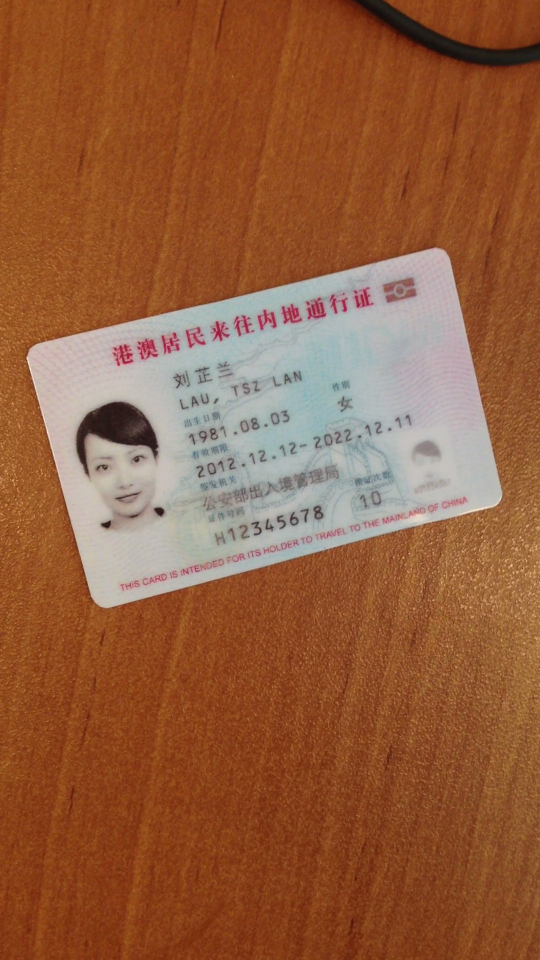 港澳居民来往内地通行证
刘芷兰
LAU, TSZ LAN
出生日期 性别
1981.08.03 女
有效期限
2012.12.12-2022.12.11
签发机关
公安部出入境管理局
证件号码 换证次数
H12345678 10
THIS CARD IS INTENDED FOR ITS HOLDER TO TRAVEL TO THE MAINLAND OF CHINA